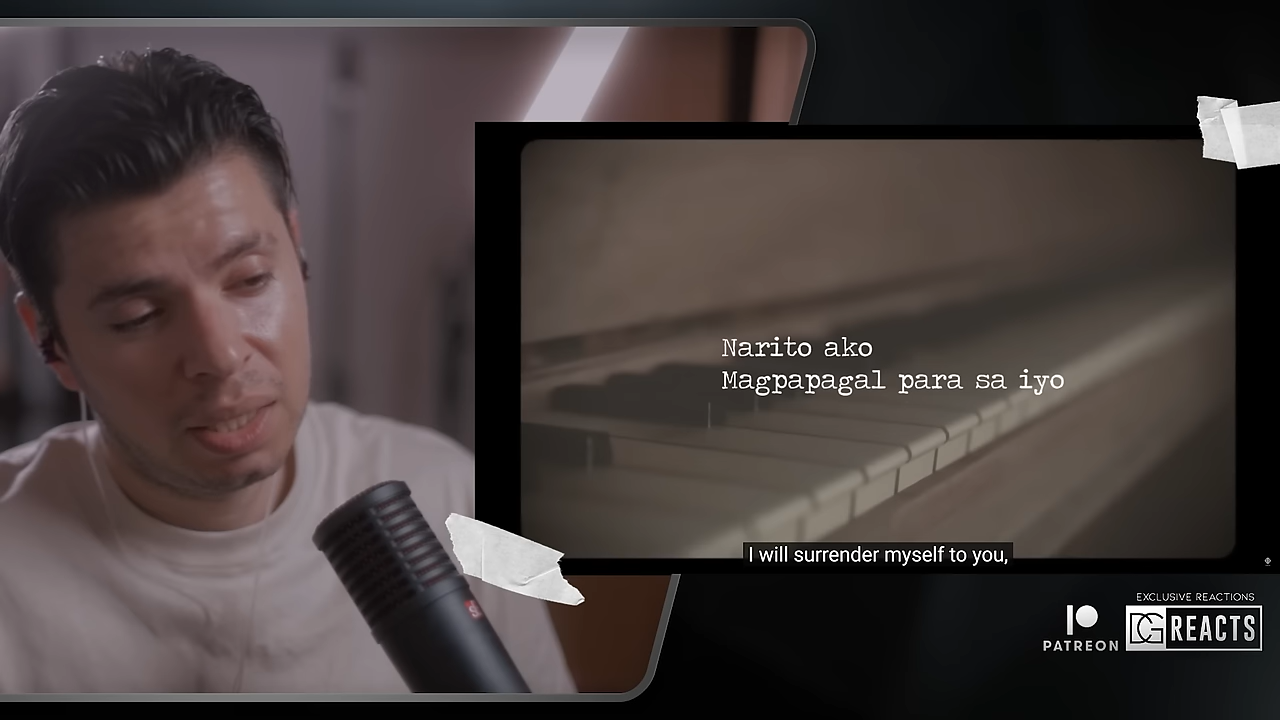 Narito ako
Magpapagal para sa iyo
I will surrender myself to you,
EXCLUSIVE REACTIONS
PATREON
DG REACTS